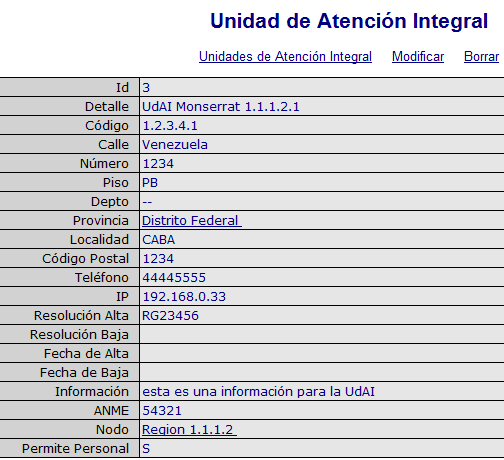 Unidad de Atención Integral
Unidades de Atención Integral Modificar Borrar
Id 3
Detalle UdAI Monserrat 1.1.1.2.1
Código 1.2.3.4.1
Calle Venezuela
Número 1234
Piso PB
Depto --
Provincia Distrito Federal
Localidad CABA
Código Postal 1234
Teléfono 44445555
IP 192.168.0.33
Resolución Alta RG23456
Resolución Baja
Fecha de Alta
Fecha de Baja
Información esta es una información para la UdAI
ANME 54321
Nodo Region 1.1.1.2
Permite Personal S